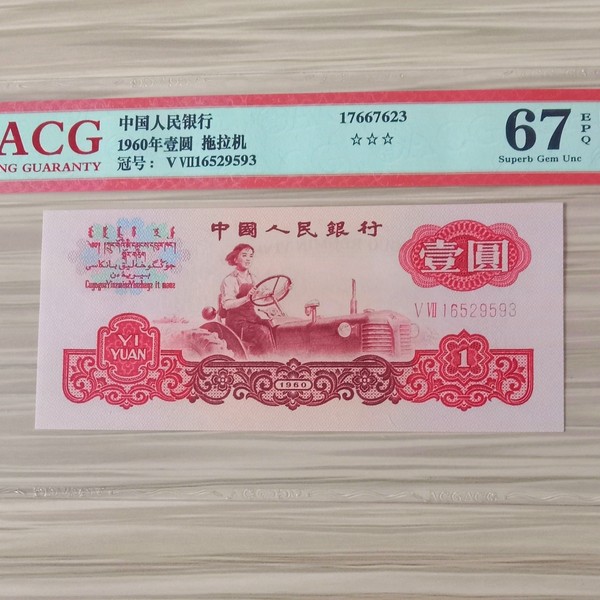 ACG
NG GUARANTY
中国人民银行
1960年壹圆 拖拉机
冠号: V VII16529593
17667623
☆☆☆
67
EPQ
Superb Gem Unc
中國人民銀行
壹圓
V VII 16529593
YI
YUAN
1960
1